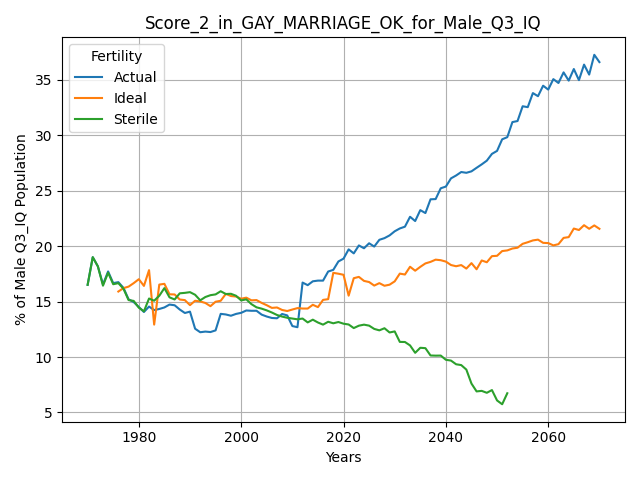 Score_2_in_GAY_MARRIAGE_OK_for_Male_Q3_IQ
Fertility
Actual
Ideal
Sterile
% of Male Q3_IQ Population
35
30
25
20
15
10
5
1980
2000
2020
2040
2060
Years